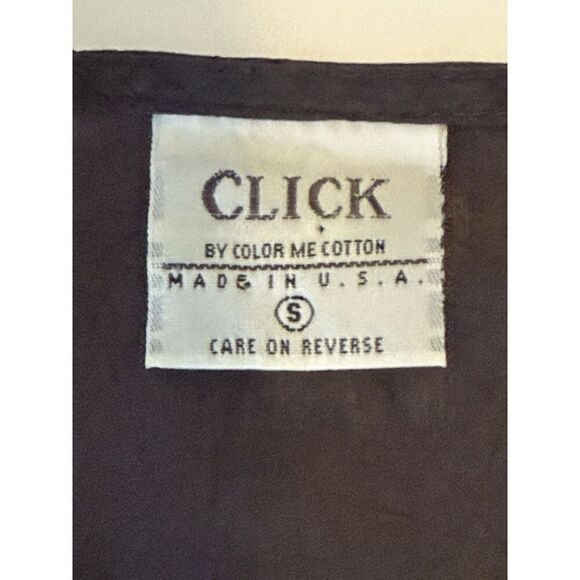 CLICK
BY COLOR ME COTTON
MADE IN U.S.A.
S
CARE ON REVERSE